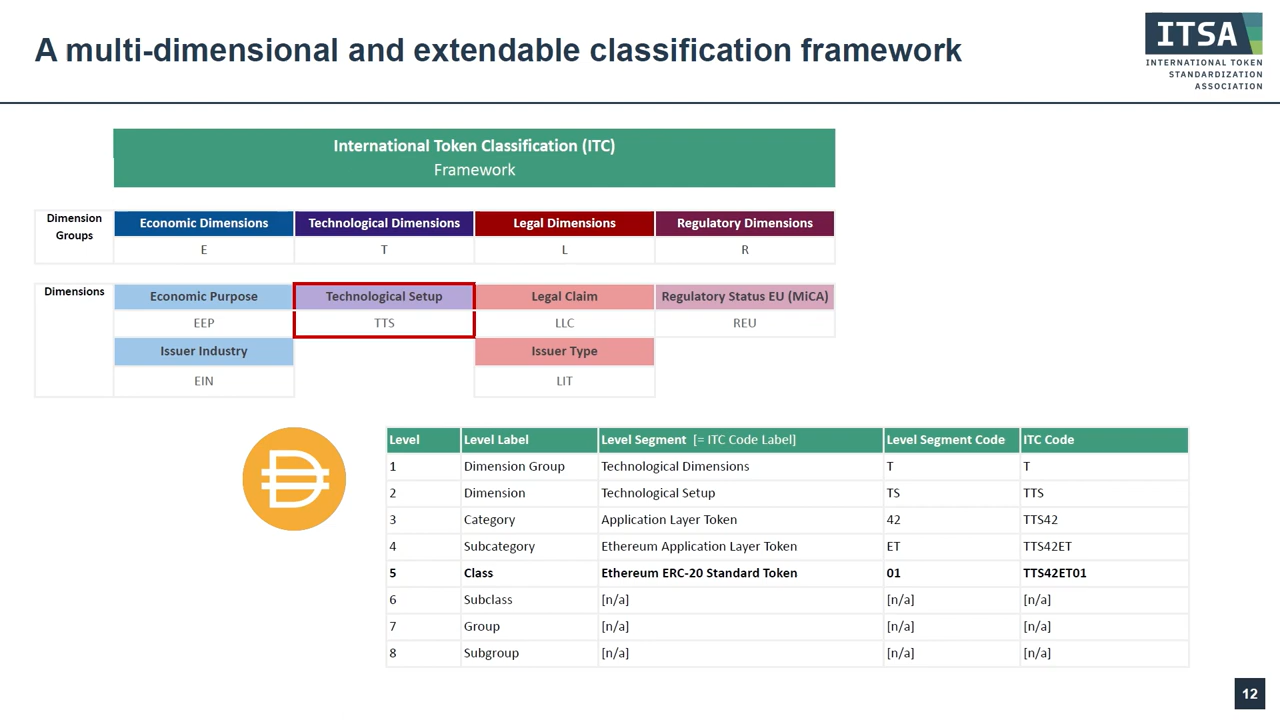 A multi-dimensional and extendable classification framework
ITSA
INTERNATIONAL TOKEN
STANDARDIZATION
ASSOCIATION
International Token Classification (ITC)
Framework
Dimension Groups
Economic Dimensions
Technological Dimensions
Legal Dimensions
Regulatory Dimensions
E
T
L
R
Dimensions
Economic Purpose
Technological Setup
Legal Claim
Regulatory Status EU (MiCA)
EEP
TTS
LLC
REU
Issuer Industry
Issuer Type
EIN
LIT
Level Level Label Level Segment [= ITC Code Label] Level Segment Code ITC Code
1 Dimension Group Technological Dimensions T T
2 Dimension Technological Setup TS TTS
3 Category Application Layer Token 42 TTS42
4 Subcategory Ethereum Application Layer Token ET TTS42ET
5 Class Ethereum ERC-20 Standard Token 01 TTS42ET01
6 Subclass [n/a] [n/a] [n/a]
7 Group [n/a] [n/a] [n/a]
8 Subgroup [n/a] [n/a] [n/a]
12